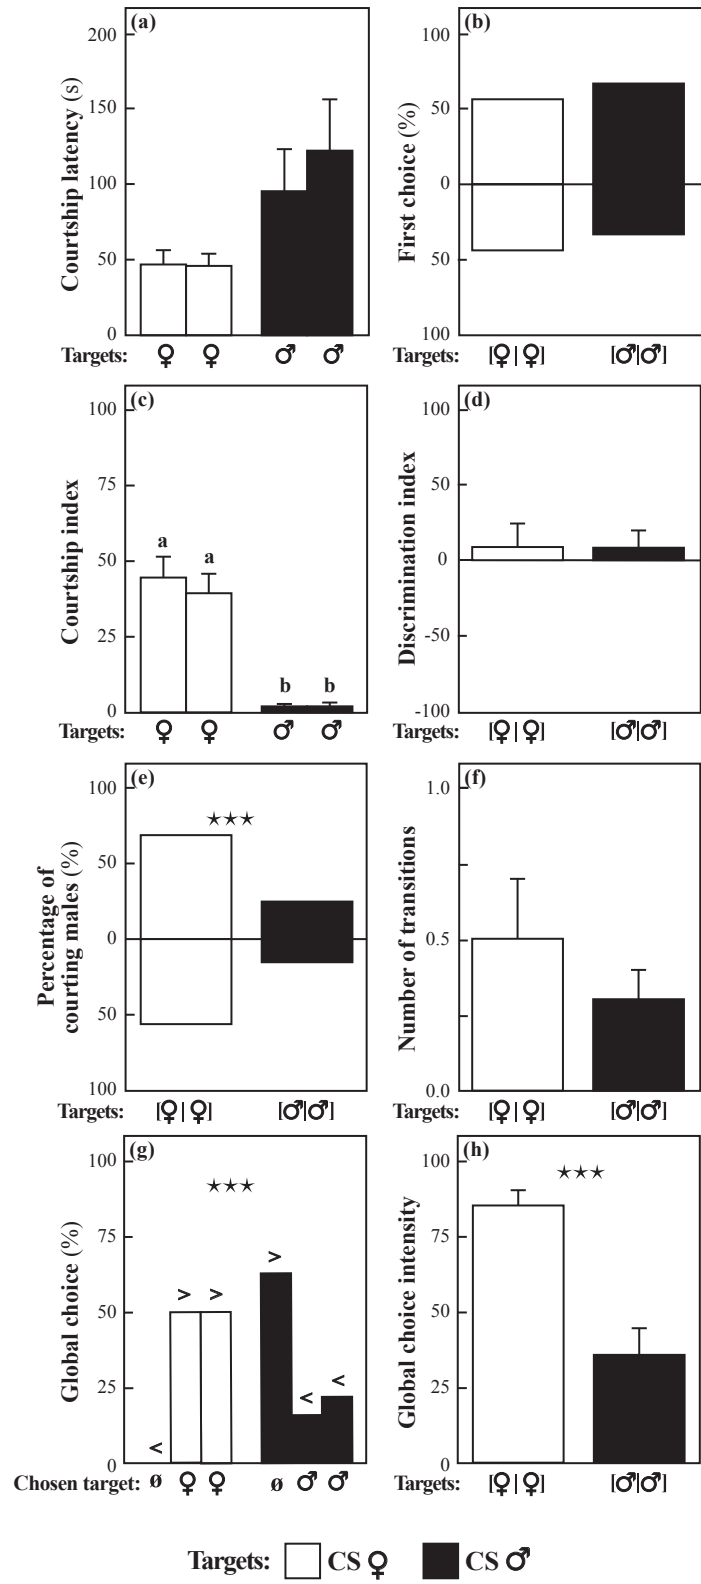 (a)
Courtship latency (s)
200
150
100
50
0
Targets: ♀ ♀ ♂ ♂
(b)
First choice (%)
100
50
0
50
100
Targets: [♀|♀] [♂|♂]
(c)
Courtship index
100
75
50
25
0
a a b b
Targets: ♀ ♀ ♂ ♂
(d)
Discrimination index
100
50
0
-50
-100
Targets: [♀|♀] [♂|♂]
(e)
Percentage of
courting males (%)
100
50
0
50
100
★★★
Targets: [♀|♀] [♂|♂]
(f)
Number of transitions
1.0
0.5
0.0
Targets: [♀|♀] [♂|♂]
(g)
Global choice (%)
100
75
50
25
0
★★★
< > > > < <
Chosen target: ø ♀ ♀ ø ♂ ♂
(h)
Global choice intensity
100
75
50
25
0
★★★
Targets: [♀|♀] [♂|♂]
Targets: CS ♀ CS ♂